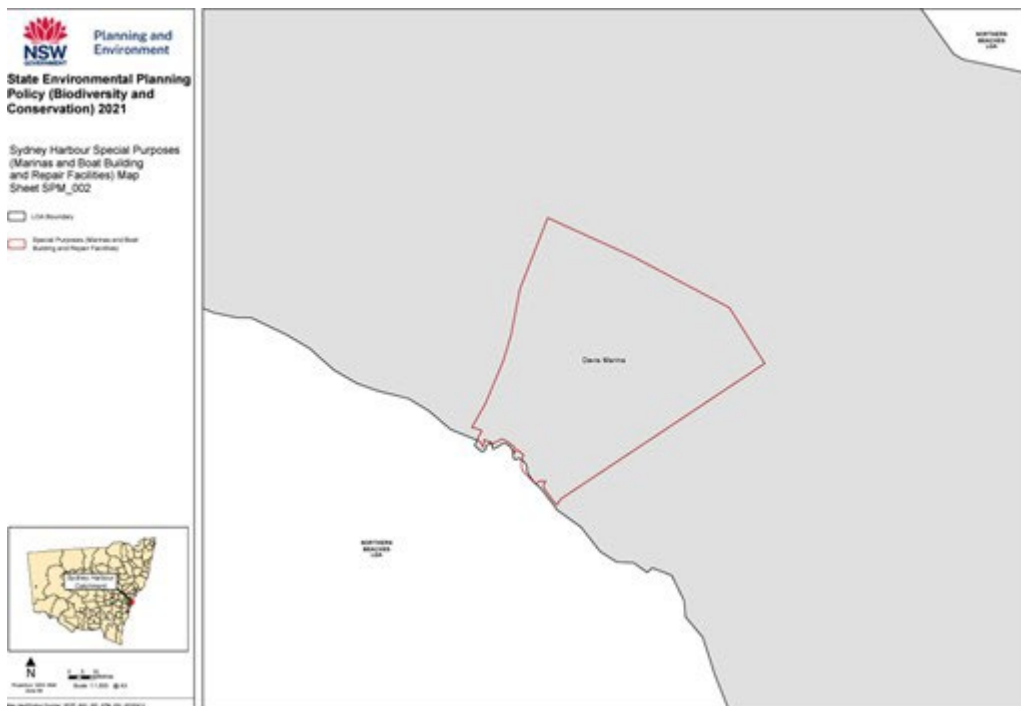 NSW
GOVERNMENT
Planning and
Environment
State Environmental Planning
Policy (Biodiversity and
Conservation) 2021
Sydney Harbour Special Purposes
(Marinas and Boat Building
and Repair Facilities) Map
Sheet SPM_002
LGA Boundary
Special Purposes (Marinas and Boat
Building and Repair Facilities)
Sydney Harbour
Catchment
N
NORTHERN
BEACHES
LGA
Davis Marina
NORTHERN
BEACHES
LGA